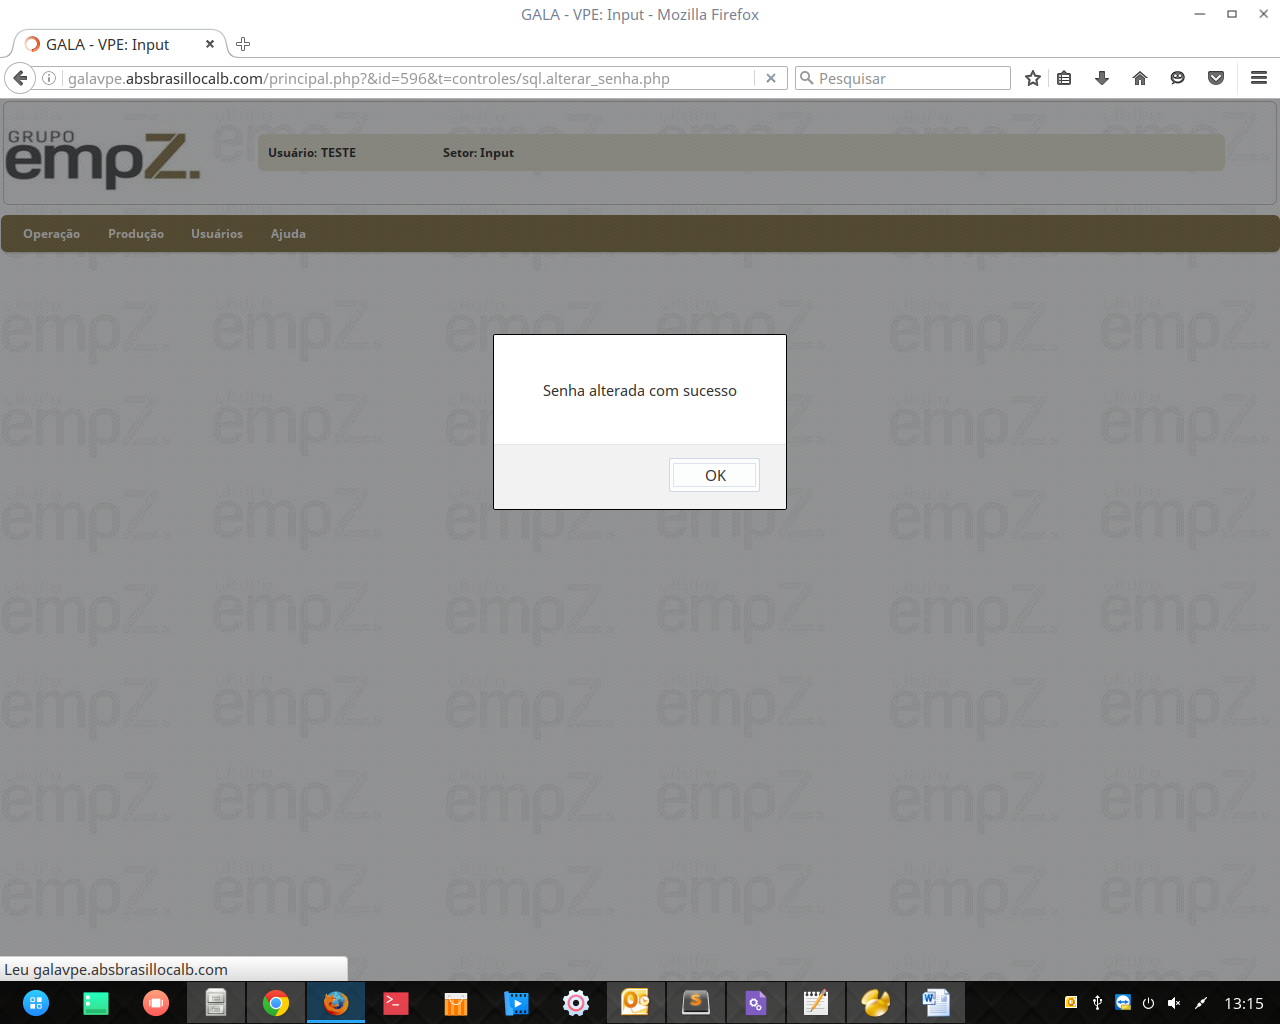 GALA - VPE: Input - Mozilla Firefox
GALA - VPE: Input
galavpe.absbrasillocalb.com/principal.php?&id=596&t=controles/sql.alterar_senha.php
Pesquisar
GRUPO
empZ.
Usuário: TESTE
Setor: Input
Operação
Produção
Usuários
Ajuda
Senha alterada com sucesso
OK
Leu galavpe.absbrasillocalb.com
13:15